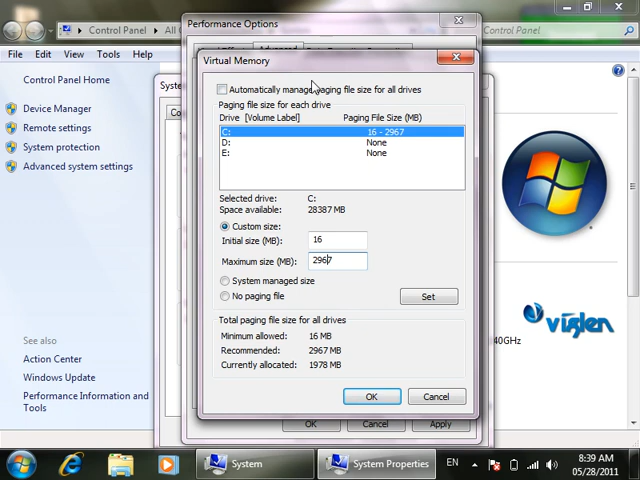 Performance Options
Control Panel
All C
File
Edit
View
Tools
Help
Control Panel Home
Device Manager
Remote settings
System protection
Advanced system settings
See also
Action Center
Windows Update
Performance Information and
Tools
Virtual Memory
Automatically manage paging file size for all drives
Paging file size for each drive
Drive [Volume Label]
Paging File Size (MB)
C:
16 - 2967
D:
None
E:
None
Selected drive:
C:
Space available:
28387 MB
Custom size:
Initial size (MB):
16
Maximum size (MB):
2967
System managed size
No paging file
Set
Total paging file size for all drives
Minimum allowed:
16 MB
Recommended:
2967 MB
Currently allocated:
1978 MB
OK
Cancel
OK
Cancel
Apply
Viglen
40GHz
System
System Properties
EN
8:39 AM
05/28/2011